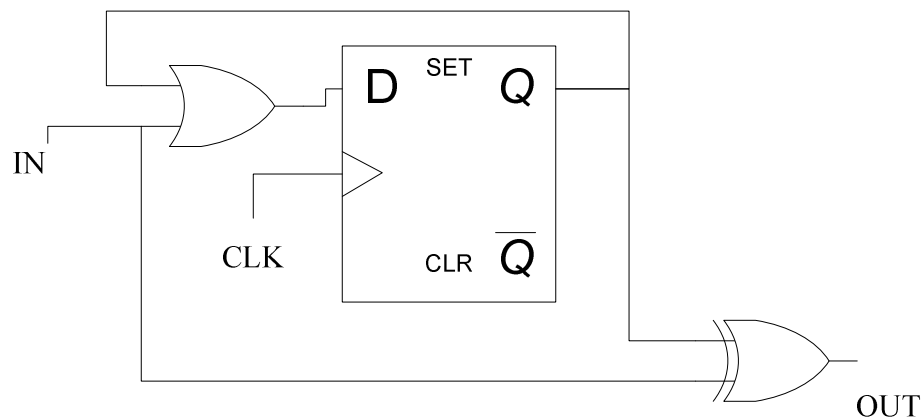 D SET Q
IN
CLK
CLR Q̅
OUT